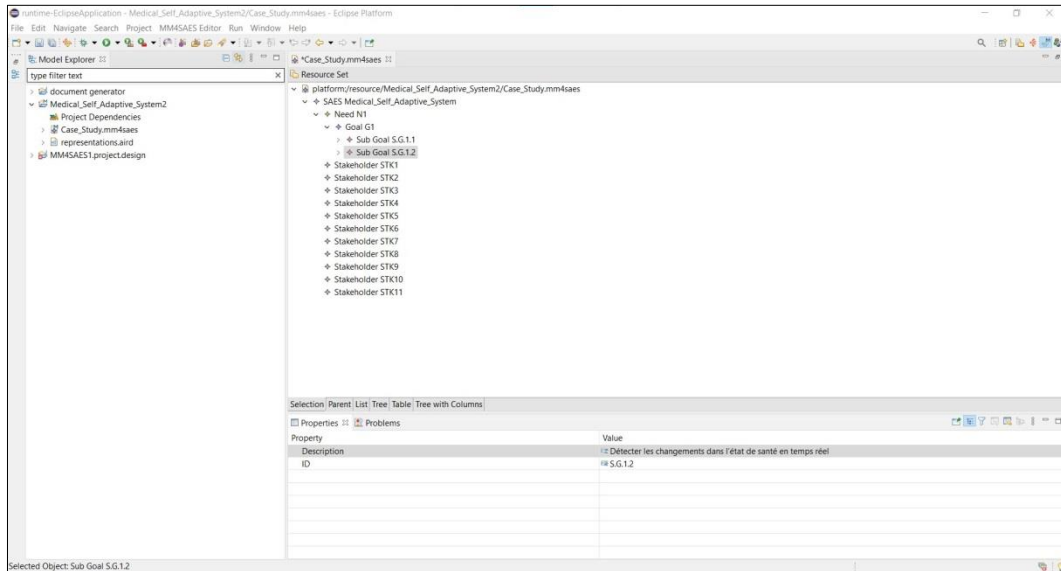 runtime-EclipseApplication - Medical_Self_Adaptive_System2/Case_Study.mm4saes - Eclipse Platform
File Edit Navigate Search Project MM4SAES Editor Run Window Help
Model Explorer
type filter text
document generator
Medical_Self_Adaptive_System2
Project Dependencies
Case_Study.mm4saes
representations.aird
MM4SAES1.project.design
*Case_Study.mm4saes
Resource Set
platform:/resource/Medical_Self_Adaptive_System2/Case_Study.mm4saes
SAES Medical_Self_Adaptive_System
Need N1
Goal G1
Sub Goal S.G.1.1
Sub Goal S.G.1.2
Stakeholder STK1
Stakeholder STK2
Stakeholder STK3
Stakeholder STK4
Stakeholder STK5
Stakeholder STK6
Stakeholder STK7
Stakeholder STK8
Stakeholder STK9
Stakeholder STK10
Stakeholder STK11
Selection Parent List Tree Table Tree with Columns
Properties Problems
Property Value
Description Détecter les changements dans l'état de santé en temps réel
ID S.G.1.2
Selected Object: Sub Goal S.G.1.2